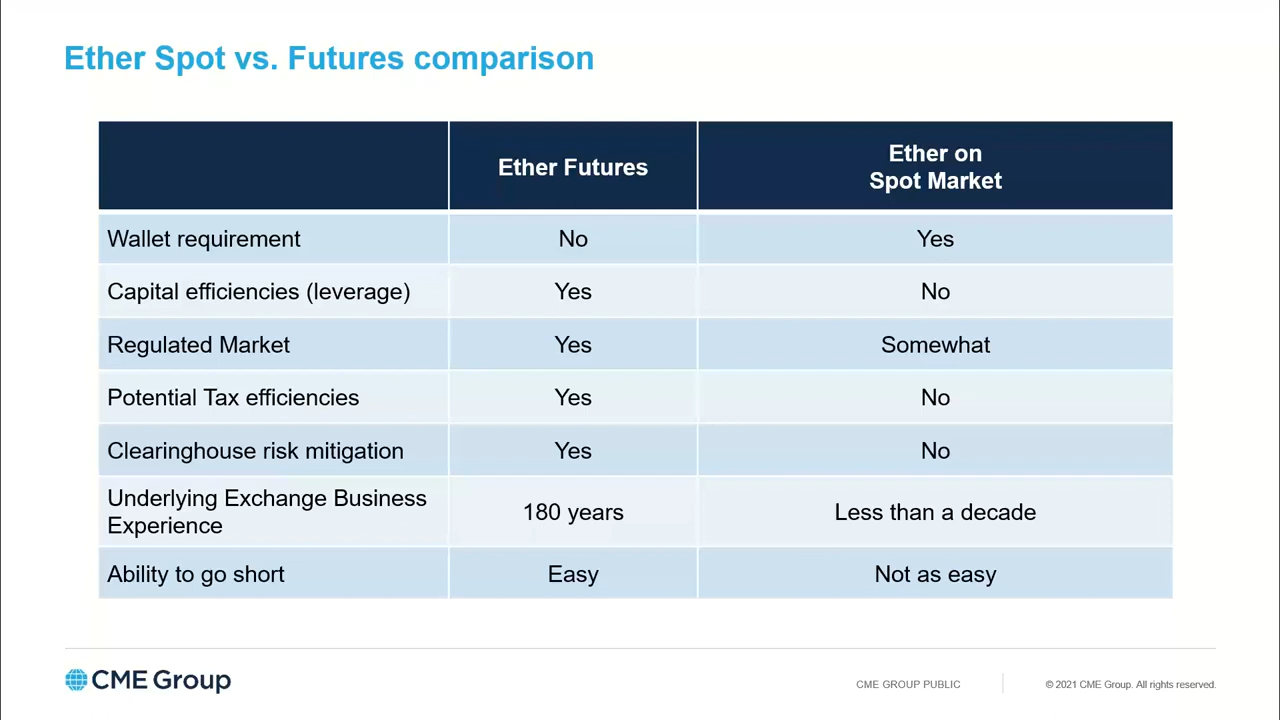 Ether Spot vs. Futures comparison
Ether Futures
Ether on
Spot Market
Wallet requirement No Yes
Capital efficiencies (leverage) Yes No
Regulated Market Yes Somewhat
Potential Tax efficiencies Yes No
Clearinghouse risk mitigation Yes No
Underlying Exchange Business
Experience 180 years Less than a decade
Ability to go short Easy Not as easy
CME Group
CME GROUP PUBLIC
© 2021 CME Group. All rights reserved.